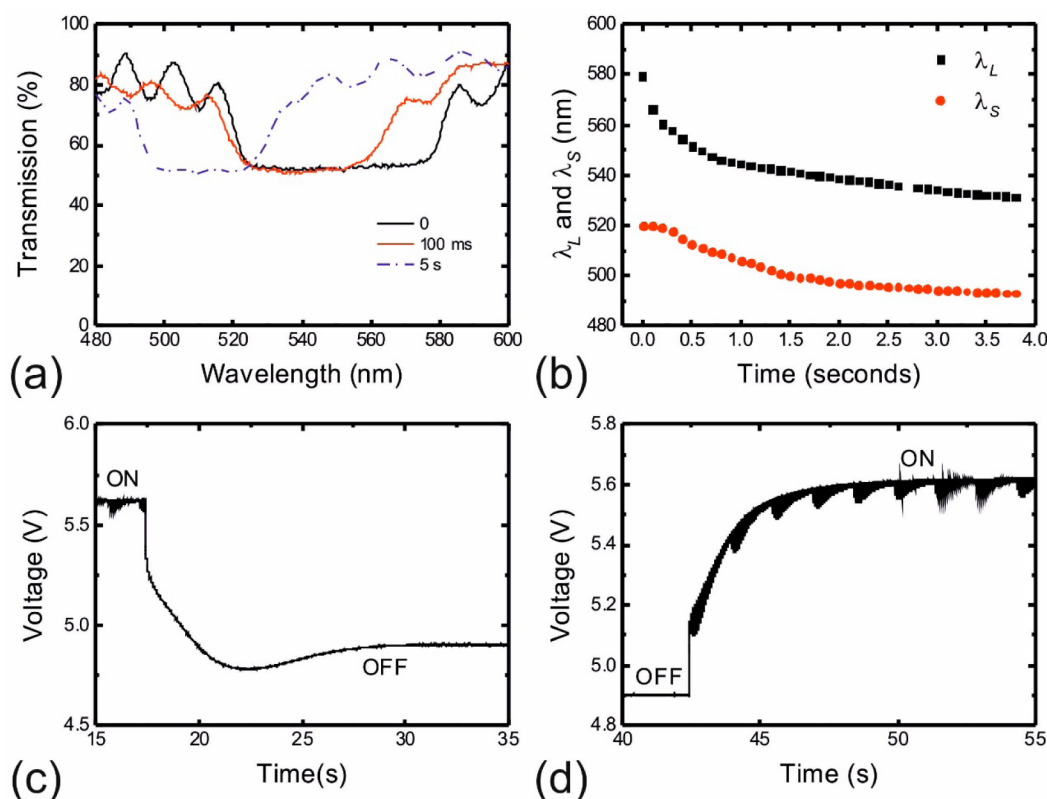 100
80
60
40
20
0
Transmission (%)
0
100 ms
5 s
480 500 520 540 560 580 600
Wavelength (nm)
(a)
600
580
560
540
520
500
480
λL and λS (nm)
λL
λS
0.0 0.5 1.0 1.5 2.0 2.5 3.0 3.5 4.0
Time (seconds)
(b)
6.0
5.5
5.0
4.5
Voltage (V)
ON
OFF
15 20 25 30 35
Time(s)
(c)
5.8
5.6
5.4
5.2
5.0
4.8
Voltage (V)
ON
OFF
40 45 50 55
Time (s)
(d)